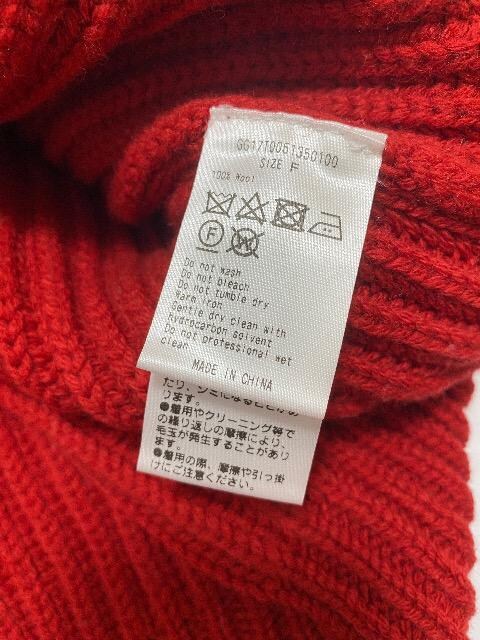 GG17T0061350100
SIZE F
100% Wool
F
Do not wash
Do not bleach
Do not tumble dry
Warm iron
Gentle dry clean with
hydrocarbon solvent
Do not professional wet
clean
MADE IN CHINA
たり、シミになることがあ
ります。
●着用やクリーニング等で
の繰り返しの摩擦により、
毛玉が発生することがあり
ます。
●着用の際、摩擦や引っ掛
けにご注意ください。